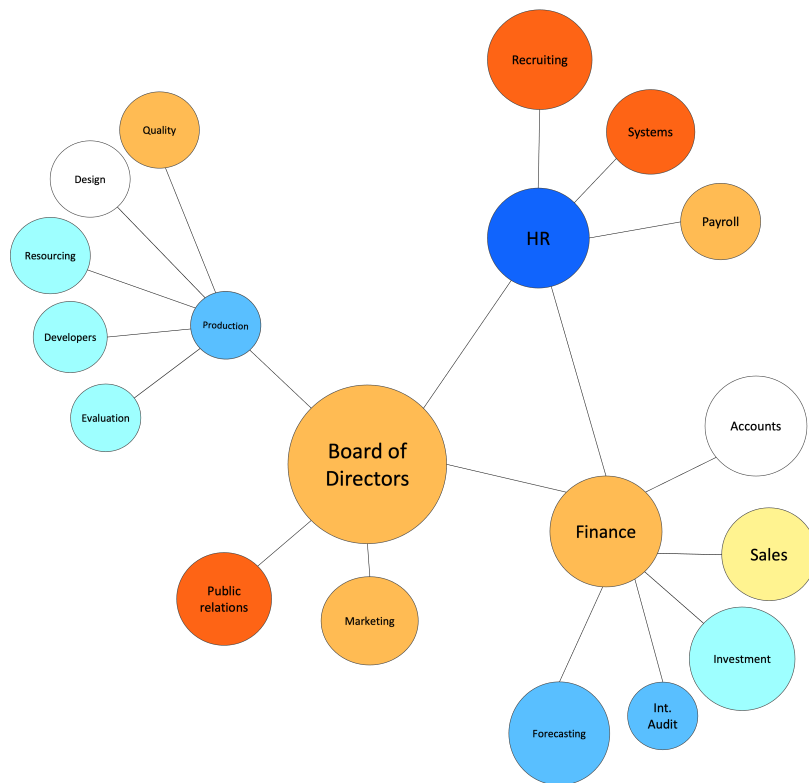 Recruiting
Quality
Systems
Design
Payroll
HR
Resourcing
Production
Developers
Evaluation
Accounts
Board of
Directors
Finance
Sales
Public
relations
Marketing
Investment
Int.
Audit
Forecasting